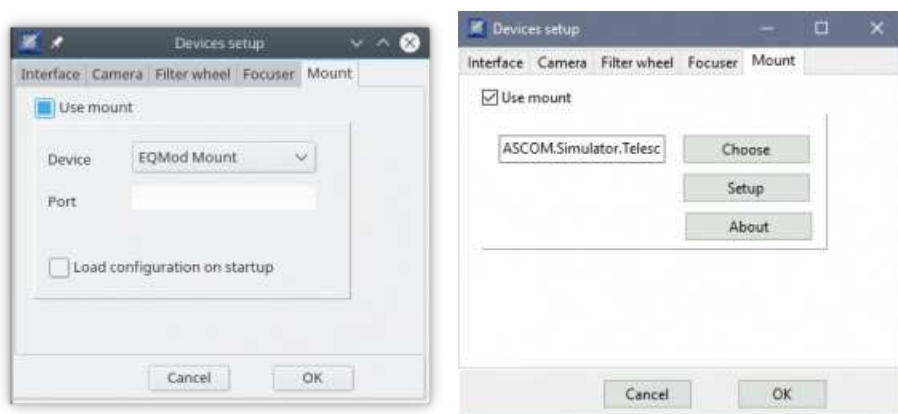 Devices setup
Interface Camera Filter wheel Focuser Mount
Use mount
Device EQMod Mount
Port
Load configuration on startup
Cancel OK
Devices setup
Interface Camera Filter wheel Focuser Mount
Use mount
ASCOM.Simulator.Telesc Choose
Setup
About
Cancel OK